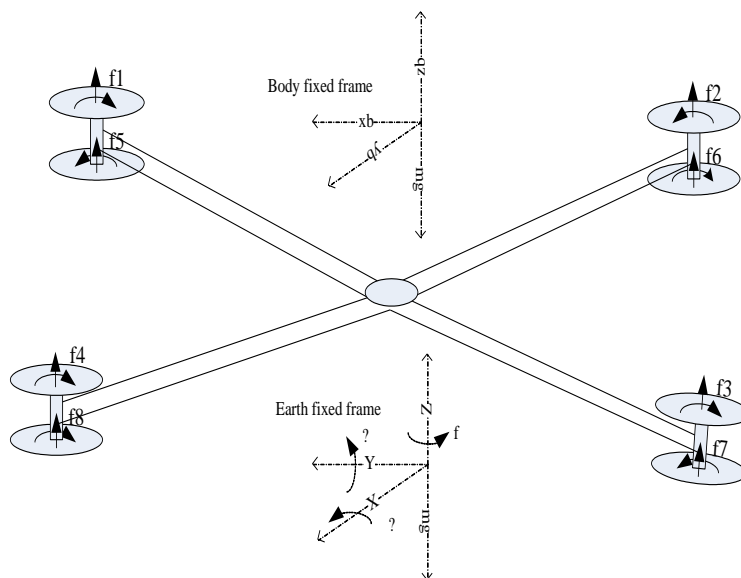 f1
zb
Body fixed frame
f2
xb
f5
yb
f6
mg
f4
Earth fixed frame
Z
f3
f8
?
f
Y
f7
X
?
mg